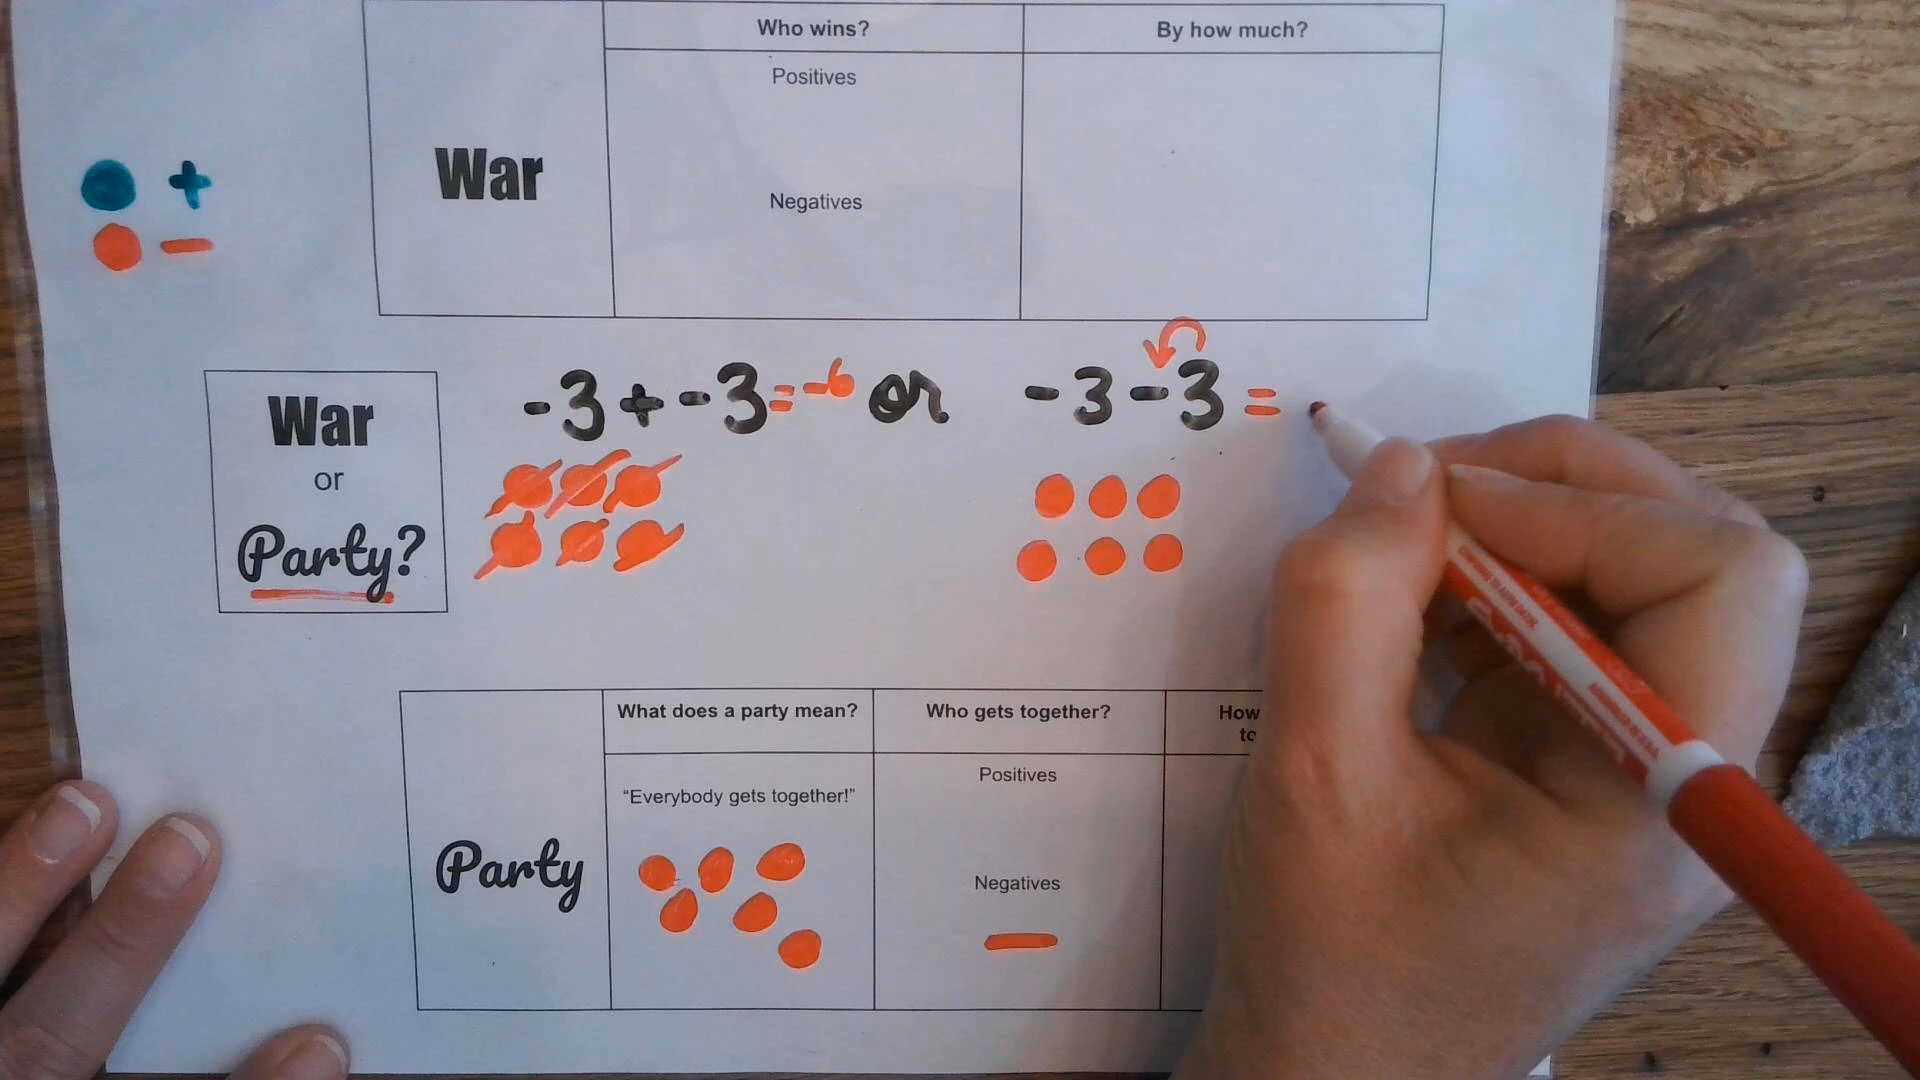 Who wins?
By how much?
Positives
War
Negatives
+
-
-3+-3=-6 or -3-3=
War
or
Party?
What does a party mean?
Who gets together?
How
Positives
"Everybody gets together!"
Party
Negatives
-